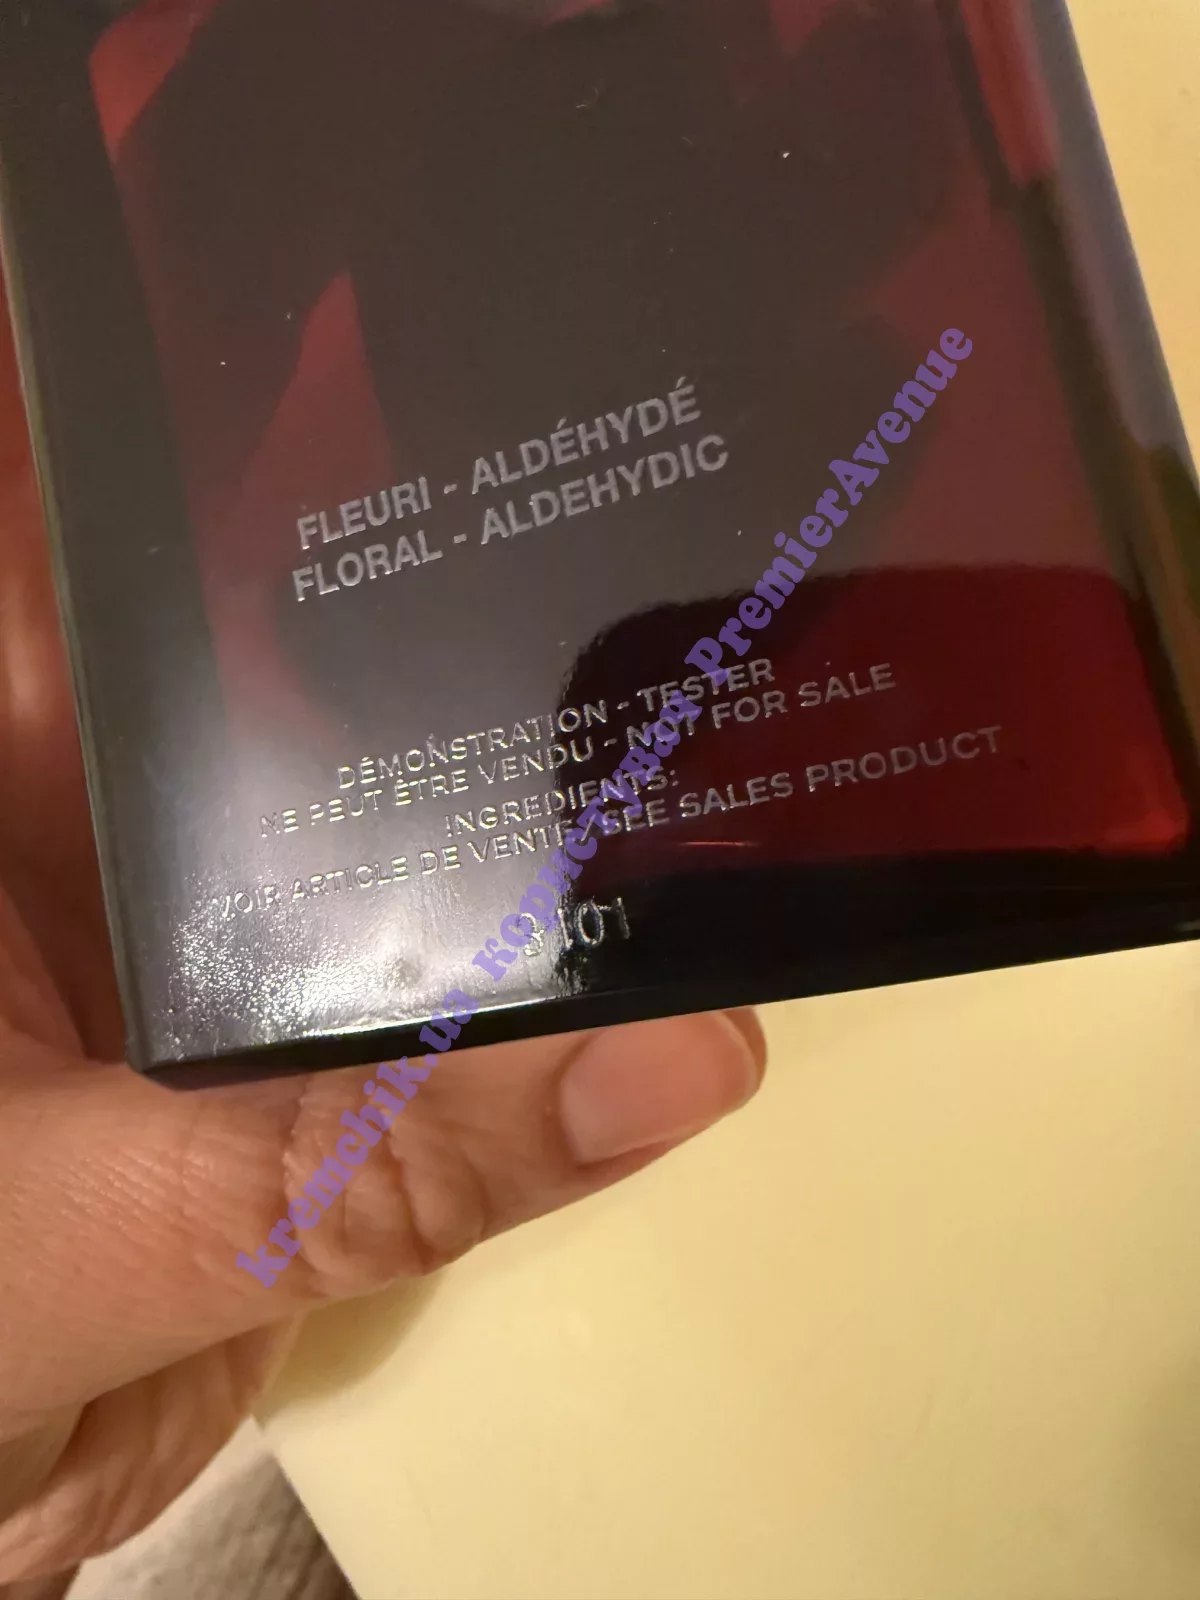 FLEURI - ALDÉHYDÉ
FLORAL - ALDEHYDIC
DÉMONSTRATION - TESTER
NE PEUT ÊTRE VENDU - NOT FOR SALE
INGREDIENTS:
VOIR ARTICLE DE VENTE / SEE SALES PRODUCT
3401
kremchik.ua користувач PremierAvenue